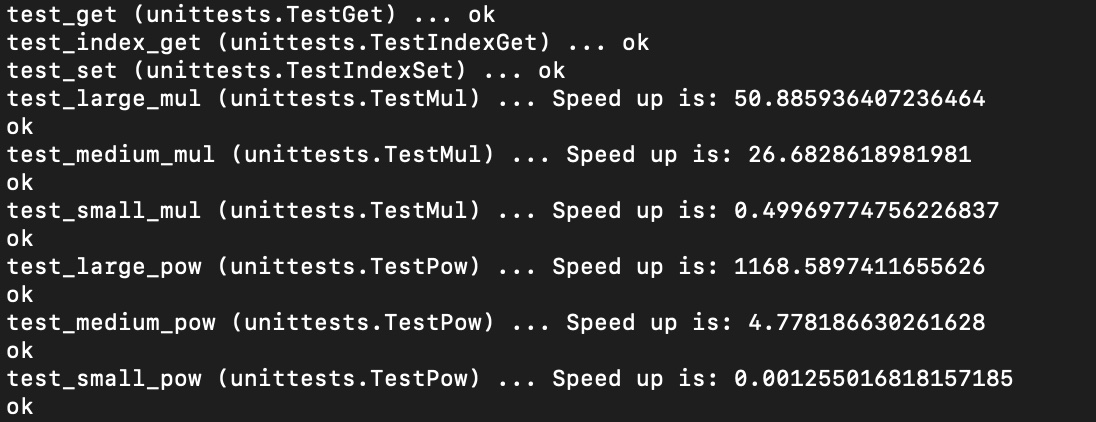 test_get (unittests.TestGet) ... ok
test_index_get (unittests.TestIndexGet) ... ok
test_set (unittests.TestIndexSet) ... ok
test_large_mul (unittests.TestMul) ... Speed up is: 50.885936407236464
ok
test_medium_mul (unittests.TestMul) ... Speed up is: 26.6828618981981
ok
test_small_mul (unittests.TestMul) ... Speed up is: 0.49969774756226837
ok
test_large_pow (unittests.TestPow) ... Speed up is: 1168.5897411655626
ok
test_medium_pow (unittests.TestPow) ... Speed up is: 4.778186630261628
ok
test_small_pow (unittests.TestPow) ... Speed up is: 0.001255016818157185
ok